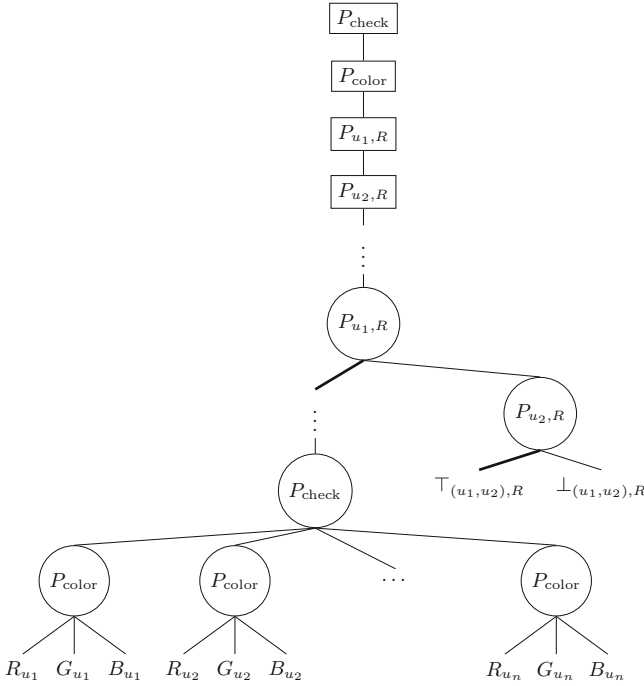 P_check
P_color
P_{u_1,R}
P_{u_2,R}
⋮
P_{u_1,R}
⋮
P_{u_2,R}
⊤_{(u_1,u_2),R} ⊥_{(u_1,u_2),R}
P_check
P_color P_color ⋯ P_color
R_{u_1} G_{u_1} B_{u_1} R_{u_2} G_{u_2} B_{u_2} R_{u_n} G_{u_n} B_{u_n}